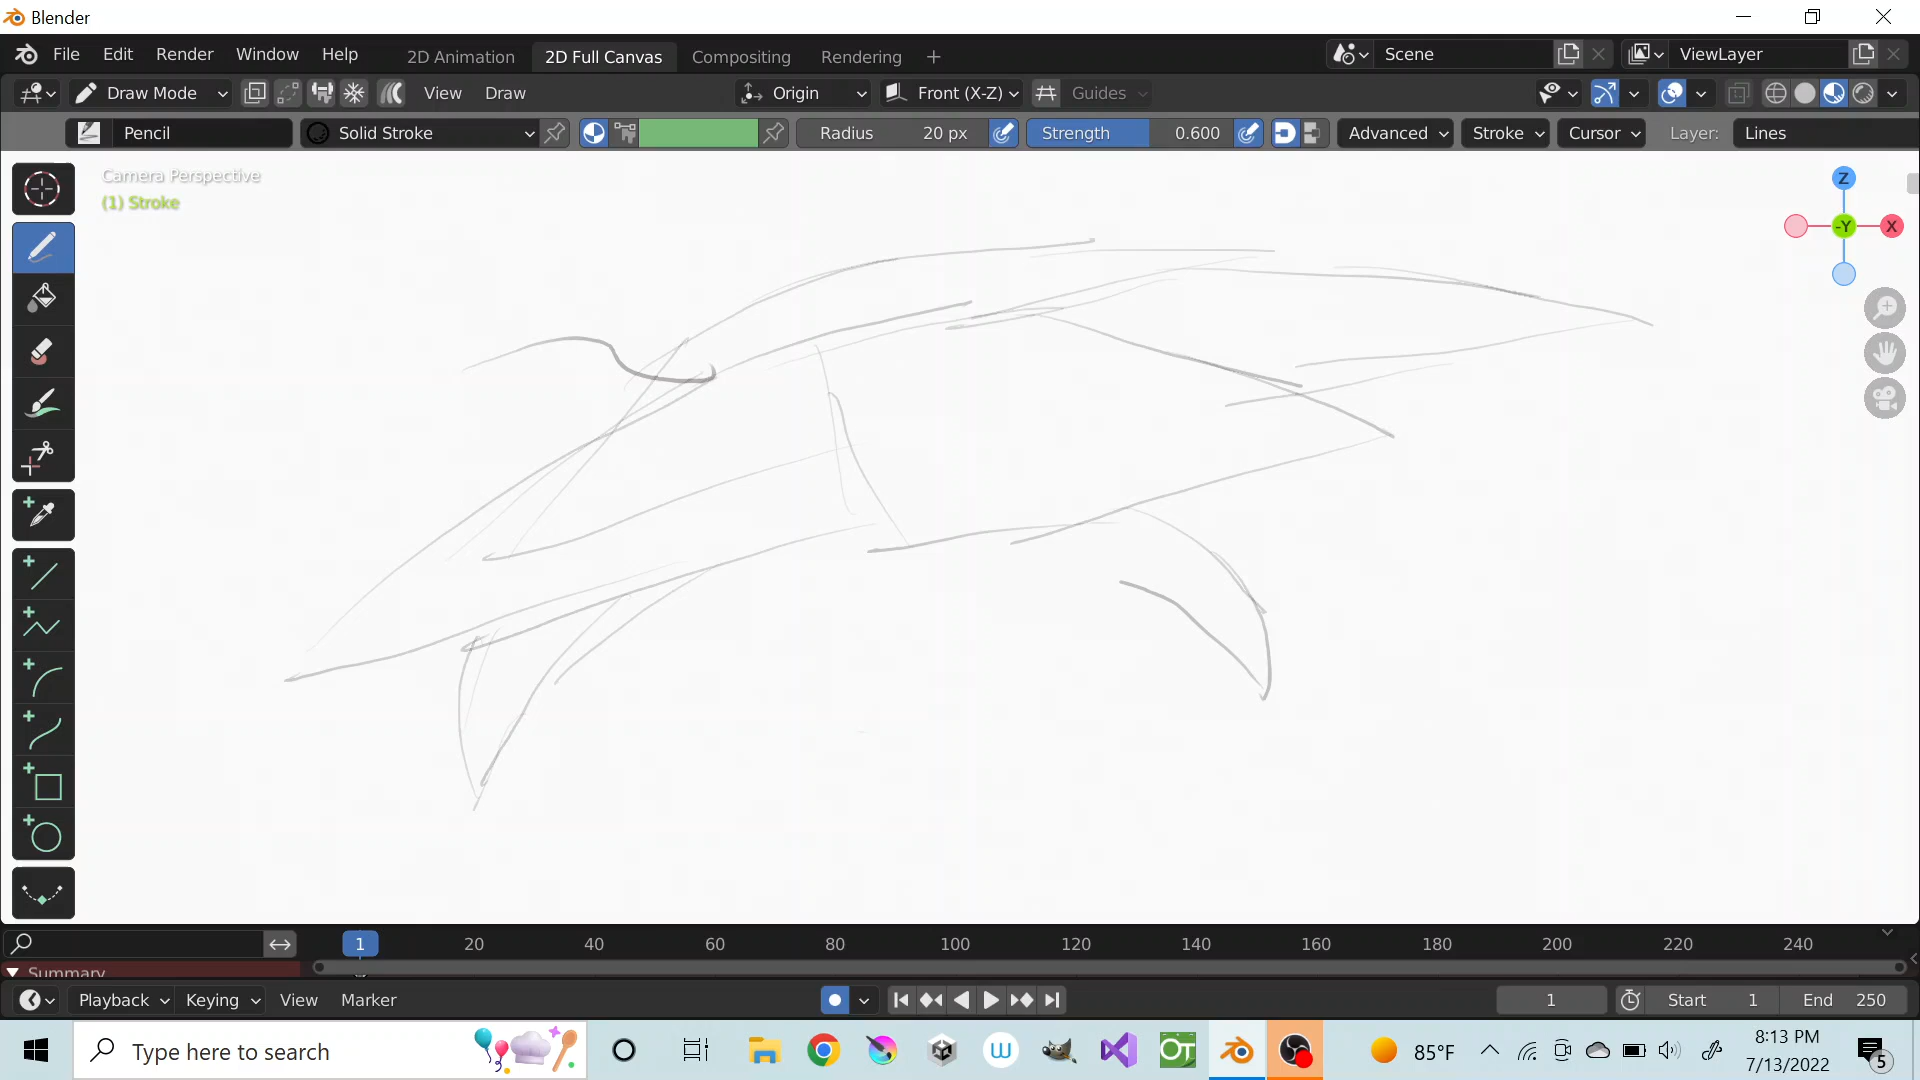 Blender
File Edit Render Window Help 2D Animation 2D Full Canvas Compositing Rendering + Scene ViewLayer
Draw Mode View Draw Origin Front (X-Z) Guides
Pencil Solid Stroke Radius 20 px Strength 0.600 Advanced Stroke Cursor Layer: Lines
Camera Perspective
(1) Stroke
Z
-Y X
1 20 40 60 80 100 120 140 160 180 200 220 240
Summary
Playback Keying View Marker 1 Start 1 End 250
Type here to search 85°F 8:13 PM
7/13/2022 5